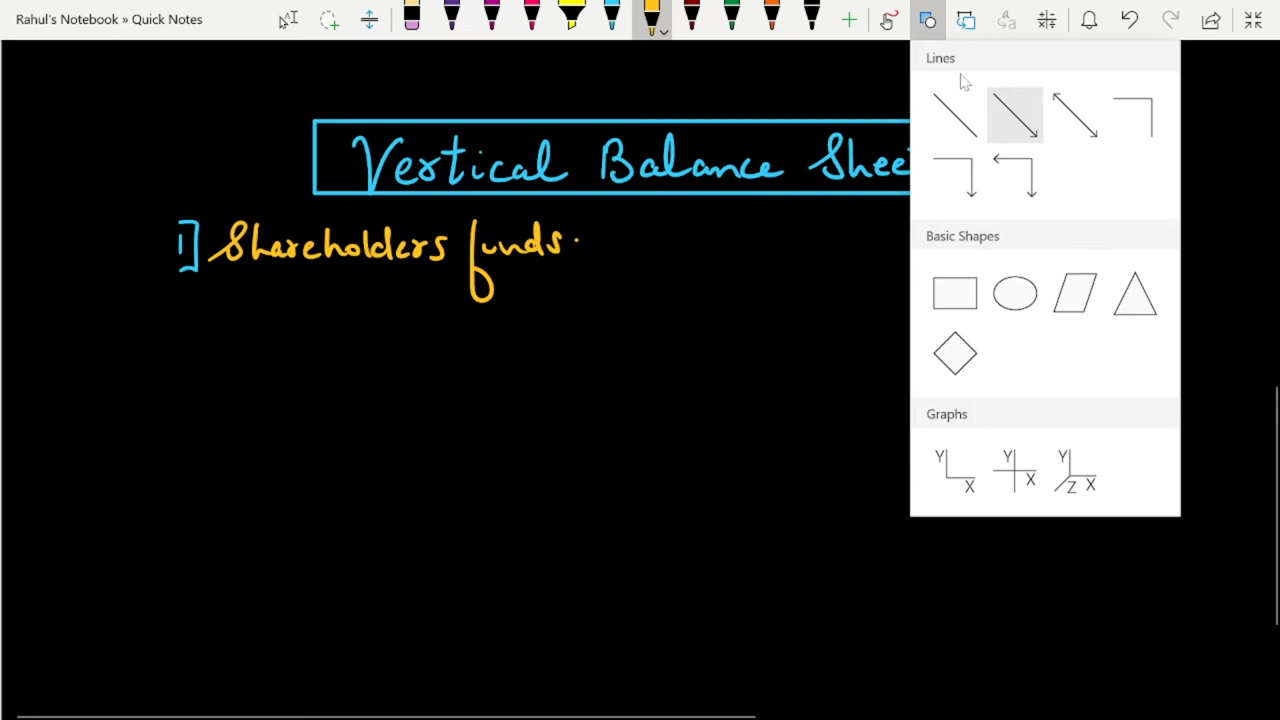 Rahul's Notebook » Quick Notes
Lines
Vertical Balance Shee
1] Shareholders funds.
Basic Shapes
Graphs
Y X Y X Y Z X